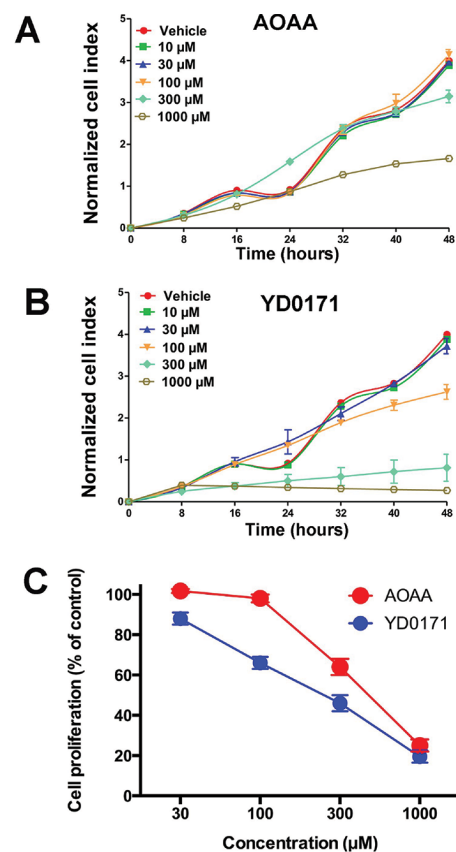 A
AOAA
Normalized cell index
5
4
3
2
1
0
Vehicle
10 µM
30 µM
100 µM
300 µM
1000 µM
0 8 16 24 32 40 48
Time (hours)
B
YD0171
Normalized cell index
5
4
3
2
1
0
Vehicle
10 µM
30 µM
100 µM
300 µM
1000 µM
0 8 16 24 32 40 48
Time (hours)
C
Cell proliferation (% of control)
100
80
60
40
20
0
AOAA
YD0171
30 100 300 1000
Concentration (µM)